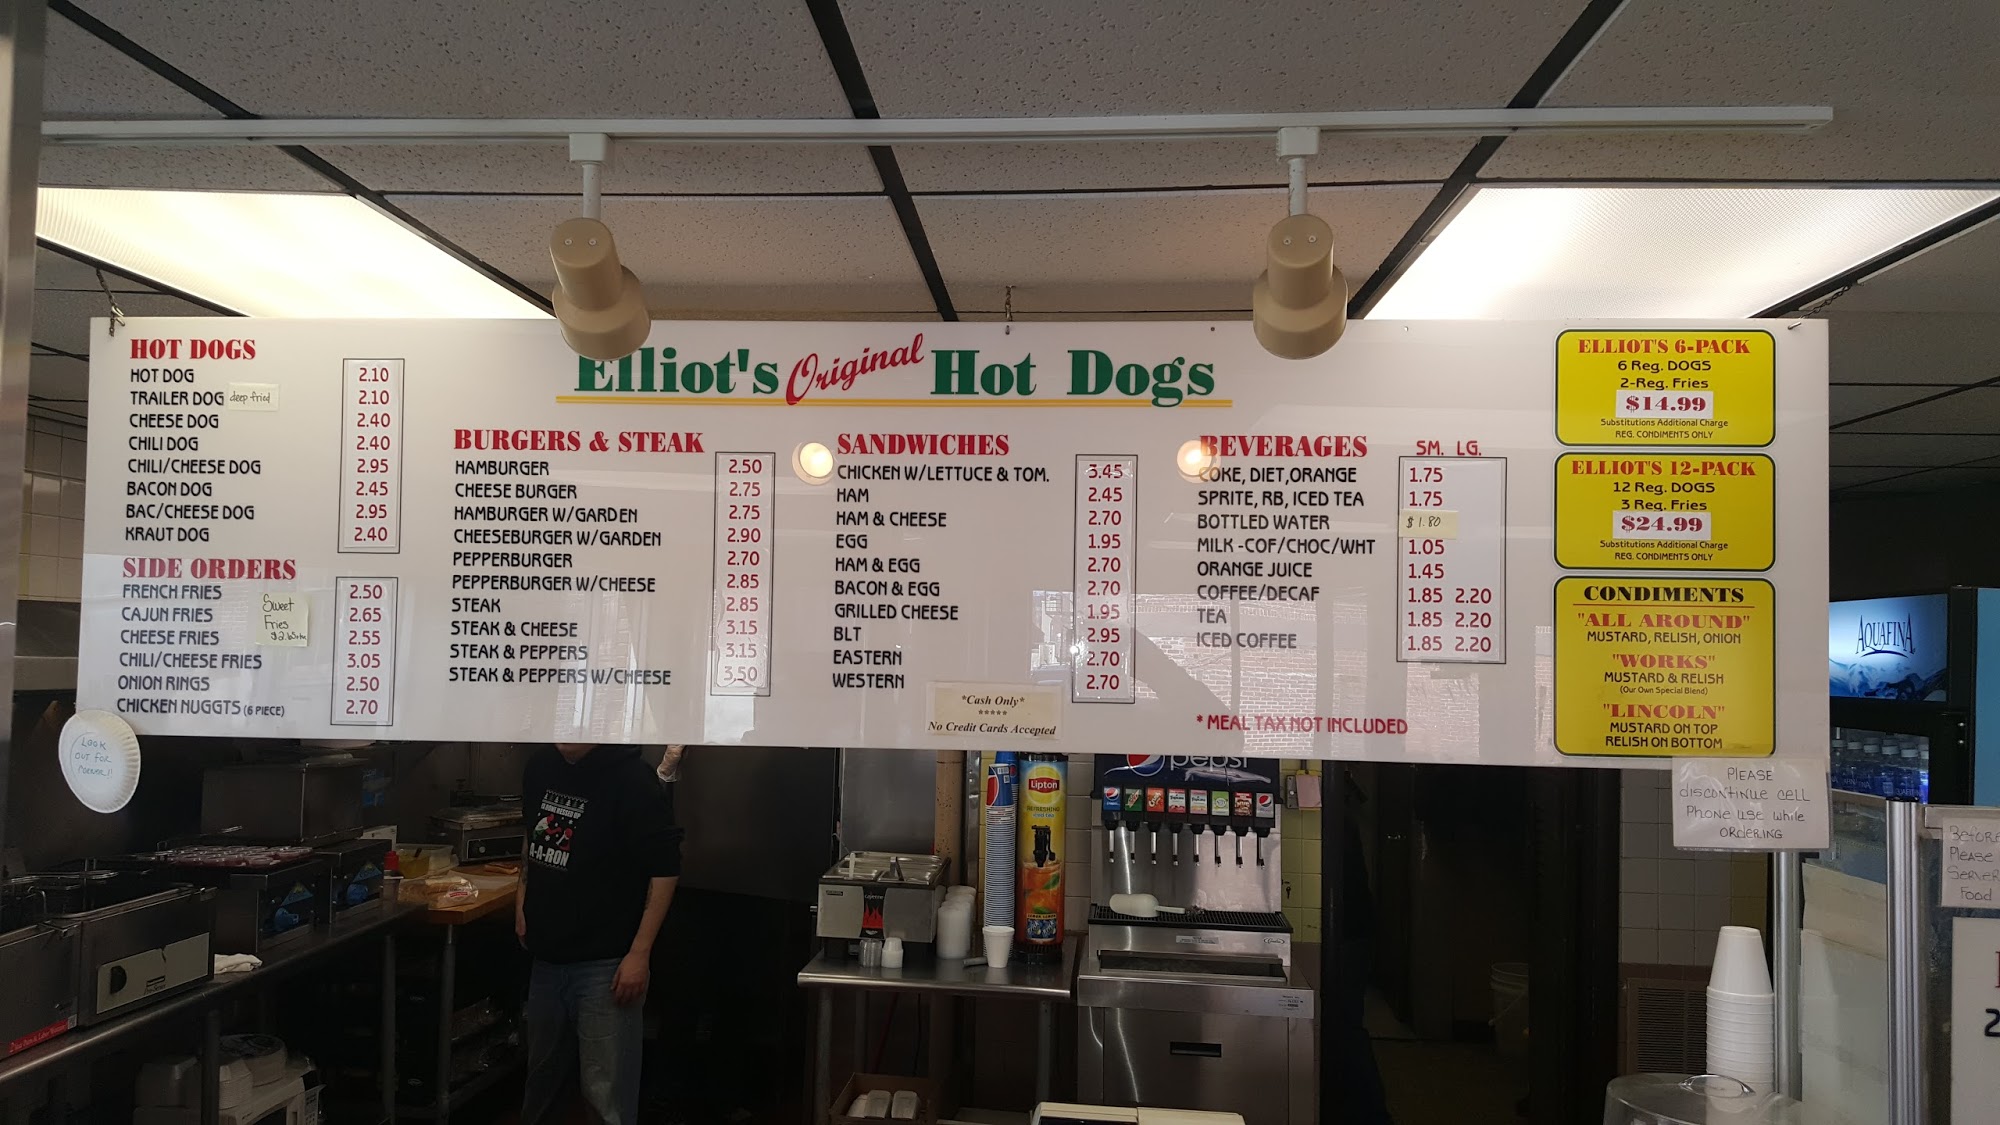 Elliot's Original Hot Dogs
HOT DOGS
HOT DOG 2.10
TRAILER DOG deep fried 2.10
CHEESE DOG 2.40
CHILI DOG 2.40
CHILI/CHEESE DOG 2.95
BACON DOG 2.45
BAC/CHEESE DOG 2.95
KRAUT DOG 2.40
SIDE ORDERS
FRENCH FRIES 2.50
CAJUN FRIES 2.65
CHEESE FRIES 2.55
CHILI/CHEESE FRIES 3.05
ONION RINGS 2.50
CHICKEN NUGGTS (6 PIECE) 2.70
Sweet
Fries
LOOK
OUT FOR
CORNER!!
BURGERS & STEAK
HAMBURGER 2.50
CHEESE BURGER 2.75
HAMBURGER W/GARDEN 2.75
CHEESEBURGER W/GARDEN 2.90
PEPPERBURGER 2.70
PEPPERBURGER W/CHEESE 2.85
STEAK 2.85
STEAK & CHEESE 3.15
STEAK & PEPPERS 3.15
STEAK & PEPPERS W/CHEESE 3.50
SANDWICHES
CHICKEN W/LETTUCE & TOM. 3.45
HAM 2.45
HAM & CHEESE 2.70
EGG 1.95
HAM & EGG 2.70
BACON & EGG 2.70
GRILLED CHEESE 1.95
BLT 2.95
EASTERN 2.70
WESTERN 2.70
*Cash Only*
*****
No Credit Cards Accepted
BEVERAGES SM. LG.
COKE, DIET,ORANGE 1.75
SPRITE, RB, ICED TEA 1.75
BOTTLED WATER $1.80
MILK -COF/CHOC/WHT 1.05
ORANGE JUICE 1.45
COFFEE/DECAF 1.85 2.20
TEA 1.85 2.20
ICED COFFEE 1.85 2.20
* MEAL TAX NOT INCLUDED
ELLIOT'S 6-PACK
6 Reg. DOGS
2-Reg. Fries
$14.99
Substitutions Additional Charge
REG. CONDIMENTS ONLY
ELLIOT'S 12-PACK
12 Reg. DOGS
3 Reg. Fries
$24.99
Substitutions Additional Charge
REG. CONDIMENTS ONLY
CONDIMENTS
"ALL AROUND"
MUSTARD, RELISH, ONION
"WORKS"
MUSTARD & RELISH
(Our Own Special Blend)
"LINCOLN"
MUSTARD ON TOP
RELISH ON BOTTOM
PLEASE
discontinue cell
Phone use while
ORDERING
Before
Please
Server
Food
AQUAFINA
pepsi
Lipton
A-A-RON